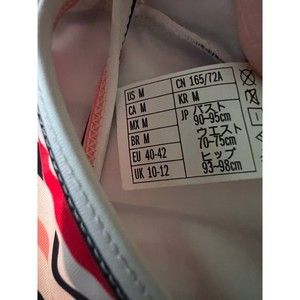 US M
CA M
MX M
BR M
EU 40-42
UK 10-12
CN 165/72A
KR M
JP バスト
90-95cm
ウエスト
70-75cm
ヒップ
93-98cm